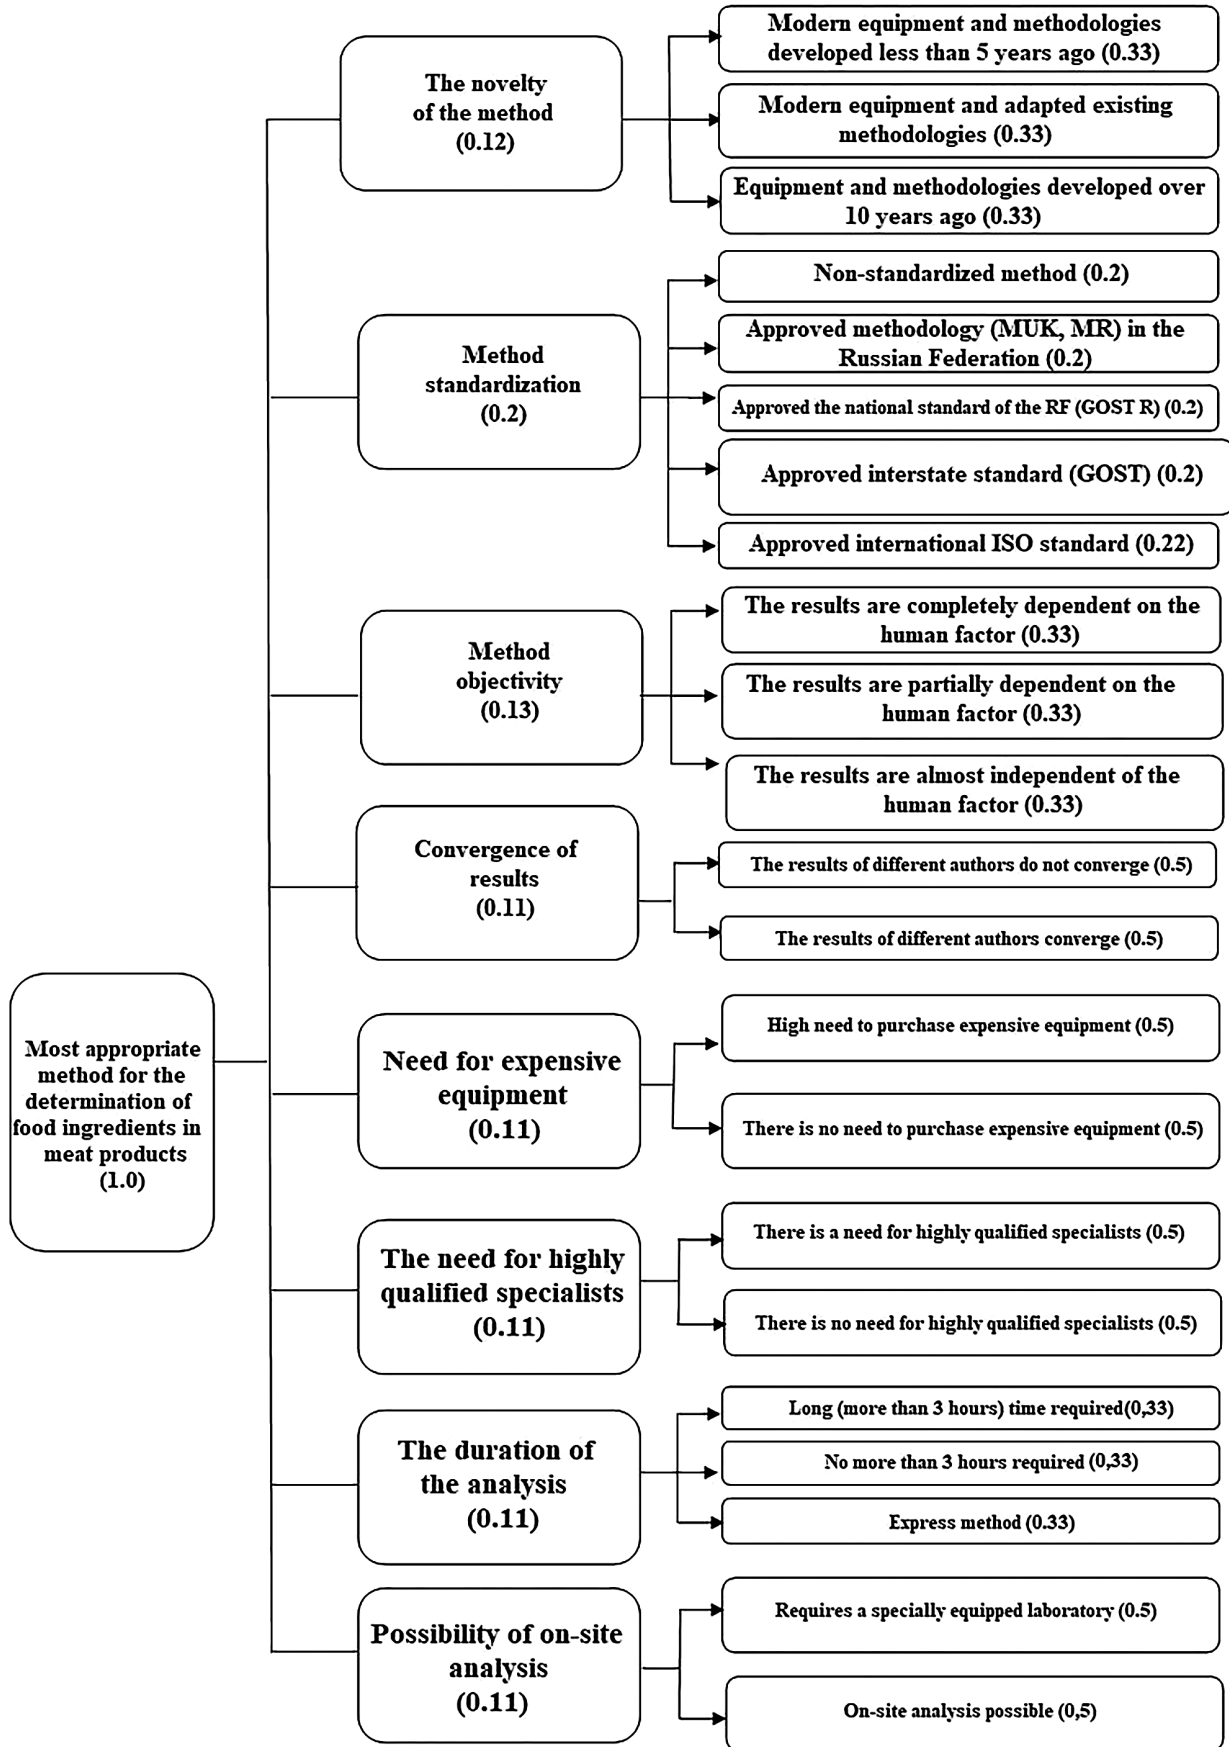 Most appropriate
method for the
determination of
food ingredients in
meat products
(1.0)
The novelty
of the method
(0.12)
Modern equipment and methodologies
developed less than 5 years ago (0.33)
Modern equipment and adapted existing
methodologies (0.33)
Equipment and methodologies developed over
10 years ago (0.33)
Method
standardization
(0.2)
Non-standardized method (0.2)
Approved methodology (MUK, MR) in the
Russian Federation (0.2)
Approved the national standard of the RF (GOST R) (0.2)
Approved interstate standard (GOST) (0.2)
Approved international ISO standard (0.22)
Method
objectivity
(0.13)
The results are completely dependent on the
human factor (0.33)
The results are partially dependent on the
human factor (0.33)
The results are almost independent of the
human factor (0.33)
Convergence of
results
(0.11)
The results of different authors do not converge (0.5)
The results of different authors converge (0.5)
Need for expensive
equipment
(0.11)
High need to purchase expensive equipment (0.5)
There is no need to purchase expensive equipment (0.5)
The need for highly
qualified specialists
(0.11)
There is a need for highly qualified specialists (0.5)
There is no need for highly qualified specialists (0.5)
The duration of
the analysis
(0.11)
Long (more than 3 hours) time required(0,33)
No more than 3 hours required (0,33)
Express method (0.33)
Possibility of on-site
analysis
(0.11)
Requires a specially equipped laboratory (0.5)
On-site analysis possible (0,5)